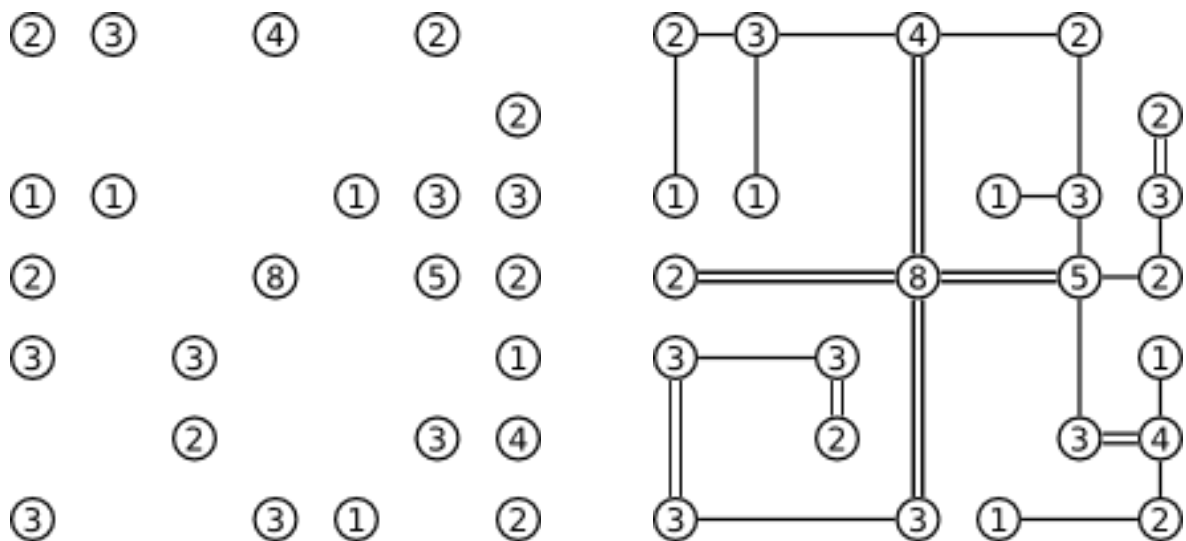 2 3 4 2 2 3 4 2
2 2
1 1 1 3 3 1 1 1 3 3
2 8 5 2 2 8 5 2
3 3 1 3 3 1
2 3 4 2 3 4
3 3 1 2 3 3 1 2